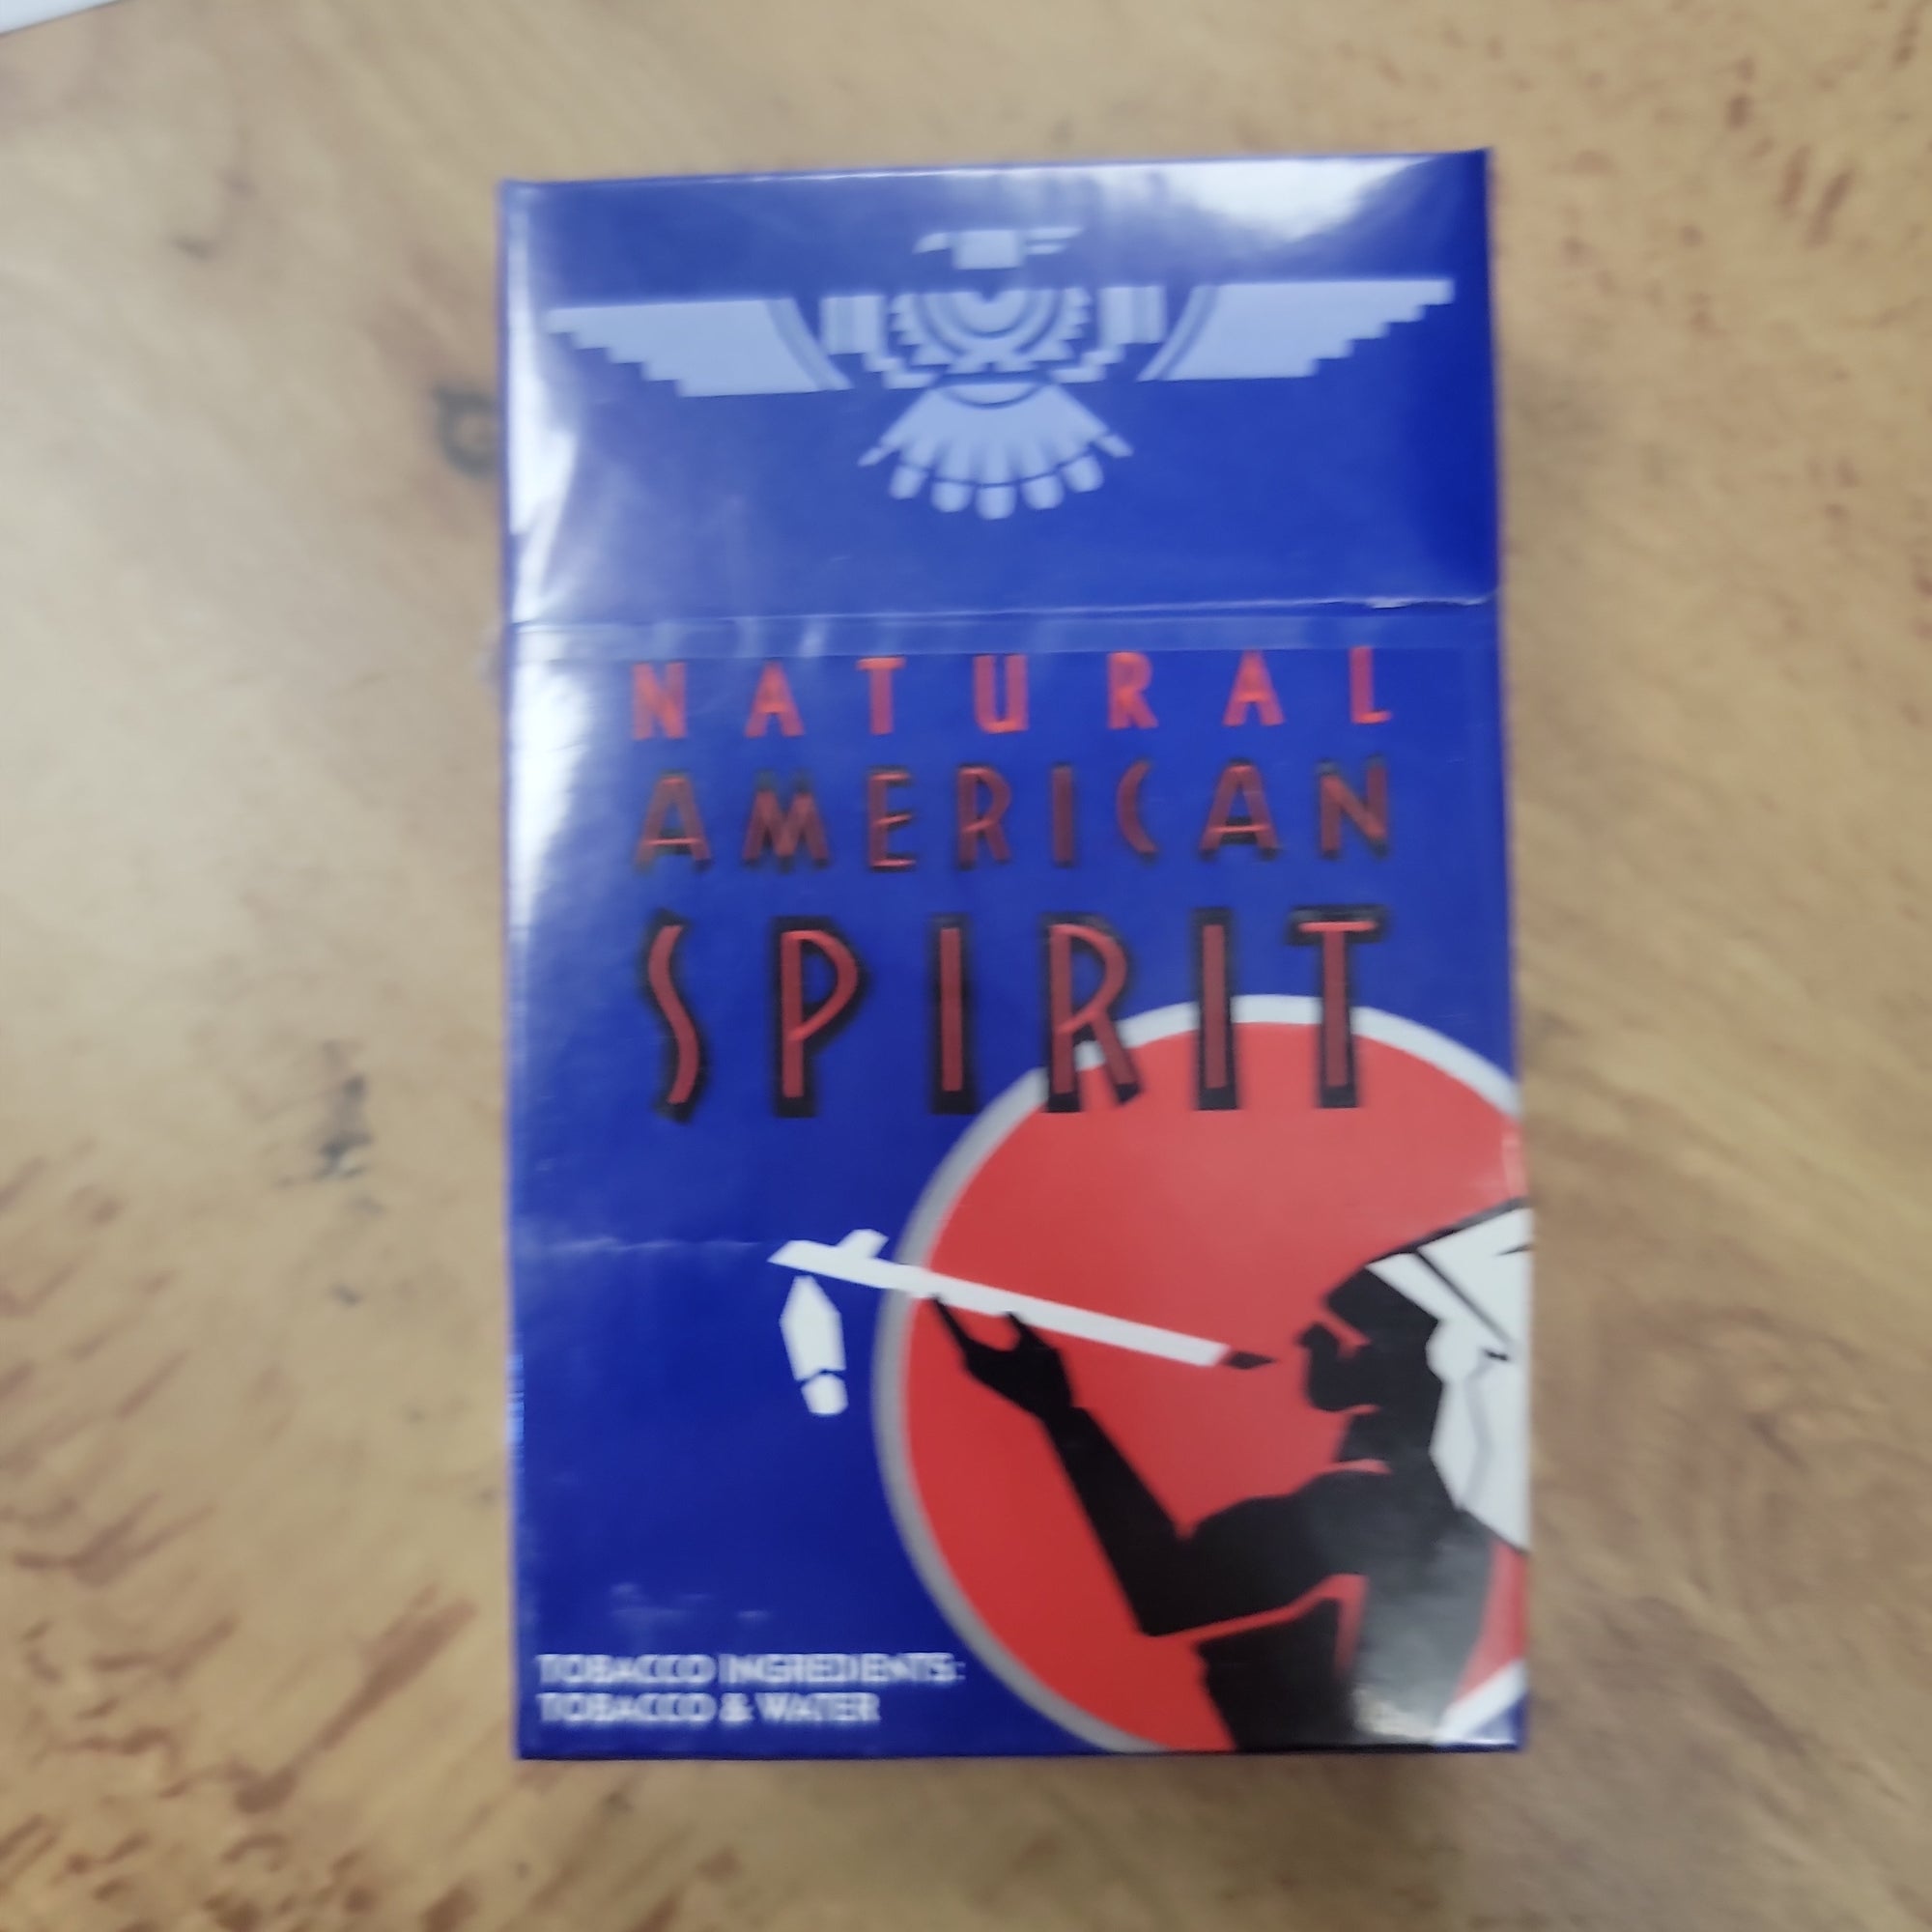 NATURAL
AMERICAN
SPIRIT
TOBACCO INGREDIENTS:
TOBACCO & WATER